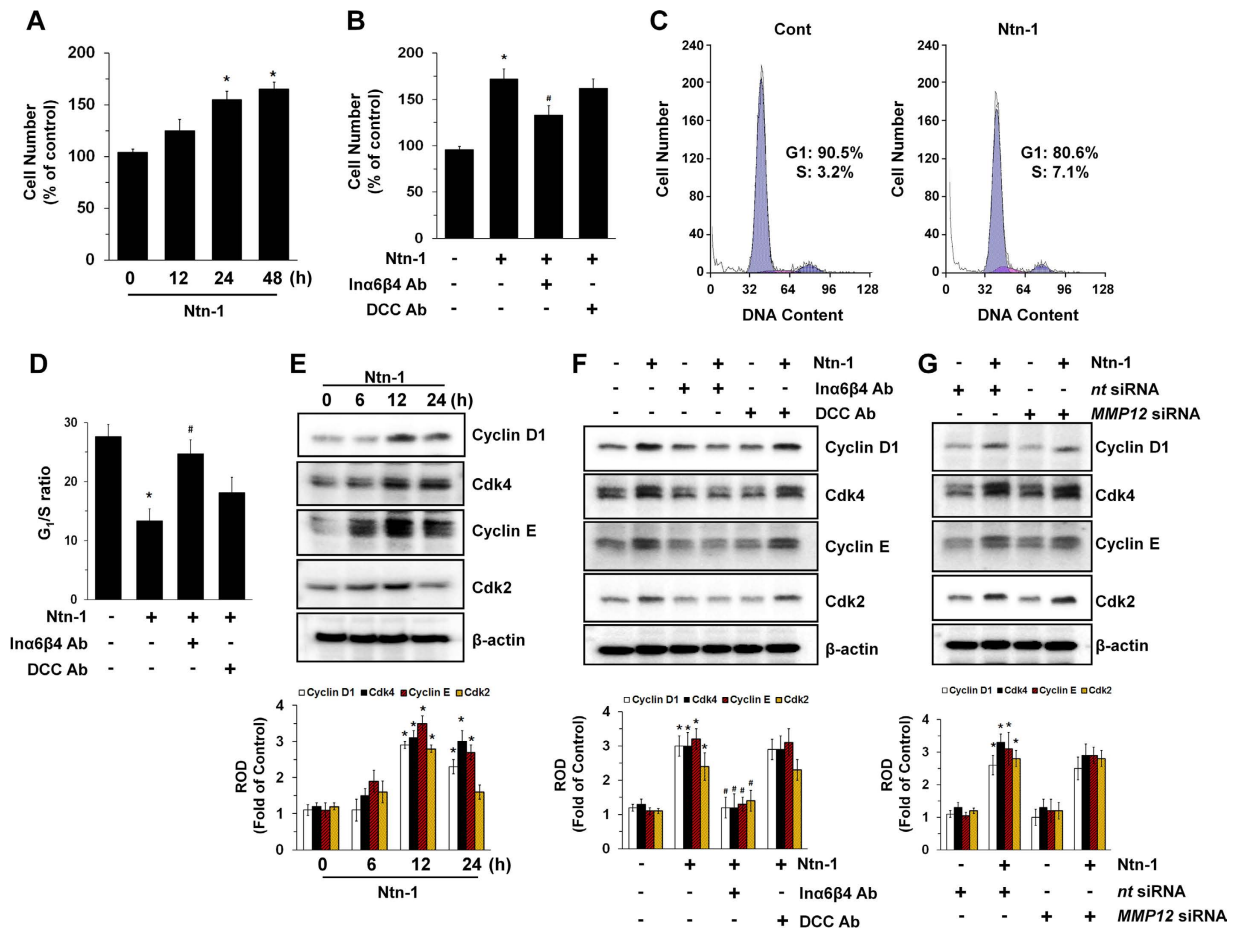 A
Cell Number
(% of control)
200
150
100
50
0
*
*
0 12 24 48 (h)
Ntn-1
B
Cell Number
(% of control)
200
150
100
50
0
*
#
Ntn-1 - + + +
Inα6β4 Ab - - + -
DCC Ab - - - +
C
Cont
Cell Number
240
200
160
120
80
40
0
G1: 90.5%
S: 3.2%
0 32 64 96 128
DNA Content
Ntn-1
Cell Number
240
200
160
120
80
40
0
G1: 80.6%
S: 7.1%
0 32 64 96 128
DNA Content
D
G1/S ratio
30
20
10
0
*
#
Ntn-1 - + + +
Inα6β4 Ab - - + -
DCC Ab - - - +
E
Ntn-1
0 6 12 24 (h)
Cyclin D1
Cdk4
Cyclin E
Cdk2
β-actin
Cyclin D1 Cdk4 Cyclin E Cdk2
ROD
(Fold of Control)
4
3
2
1
0
* * * *
* * *
0 6 12 24 (h)
Ntn-1
F
- + - + - + Ntn-1
- - + + - - Inα6β4 Ab
- - - - + + DCC Ab
Cyclin D1
Cdk4
Cyclin E
Cdk2
β-actin
Cyclin D1 Cdk4 Cyclin E Cdk2
ROD
(Fold of Control)
4
3
2
1
0
* * * *
# # # #
- + + + Ntn-1
- - + - Inα6β4 Ab
- - - + DCC Ab
G
- + - + Ntn-1
+ + - - nt siRNA
- - + + MMP12 siRNA
Cyclin D1
Cdk4
Cyclin E
Cdk2
β-actin
Cyclin D1 Cdk4 Cyclin E Cdk2
ROD
(Fold of Control)
4
3
2
1
0
* * * *
- + - + Ntn-1
+ + - - nt siRNA
- - + + MMP12 siRNA